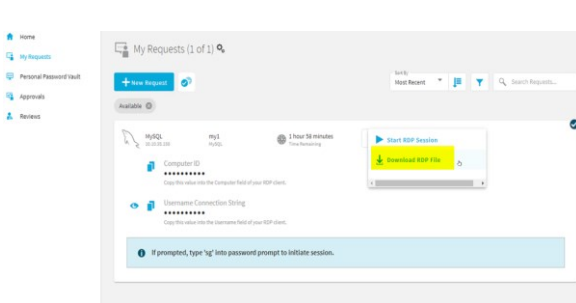 Home
My Requests
Personal Password Vault
Approvals
Reviews
My Requests (1 of 1)
+ New Request
Sort By
Most Recent
Search Requests...
Available
MySQL
my1
MySQL
1 hour 56 minutes
Time Remaining
Start RDP Session
Download RDP File
Computer ID
••••••••••
Copy this value into the Computer field of your RDP client.
Username Connection String
••••••••••
Copy this value into the Username field of your RDP client.
If prompted, type 'sg' into password prompt to initiate session.